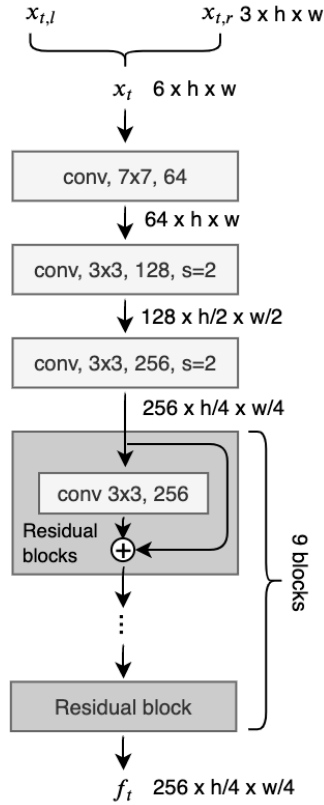 x_{t,l} x_{t,r} 3 x h x w
x_t 6 x h x w
conv, 7x7, 64
64 x h x w
conv, 3x3, 128, s=2
128 x h/2 x w/2
conv, 3x3, 256, s=2
256 x h/4 x w/4
conv 3x3, 256
Residual
blocks
+
9 blocks
...
Residual block
f_t 256 x h/4 x w/4